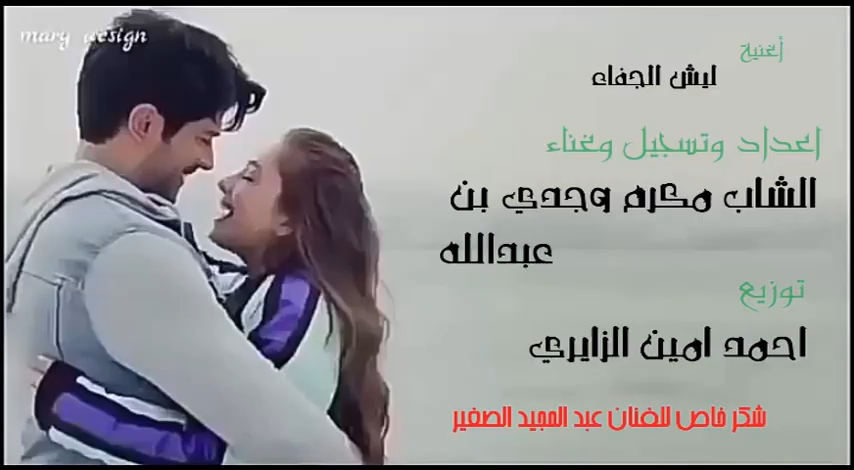 mary design
أغنية
ليش الجفاء
اعداد وتسجيل وغناء
الشاب مكرم وجدي بن
عبدالله
توزيع
احمد امين الزايري
شكر خاص للفنان عبد المجيد الصغير